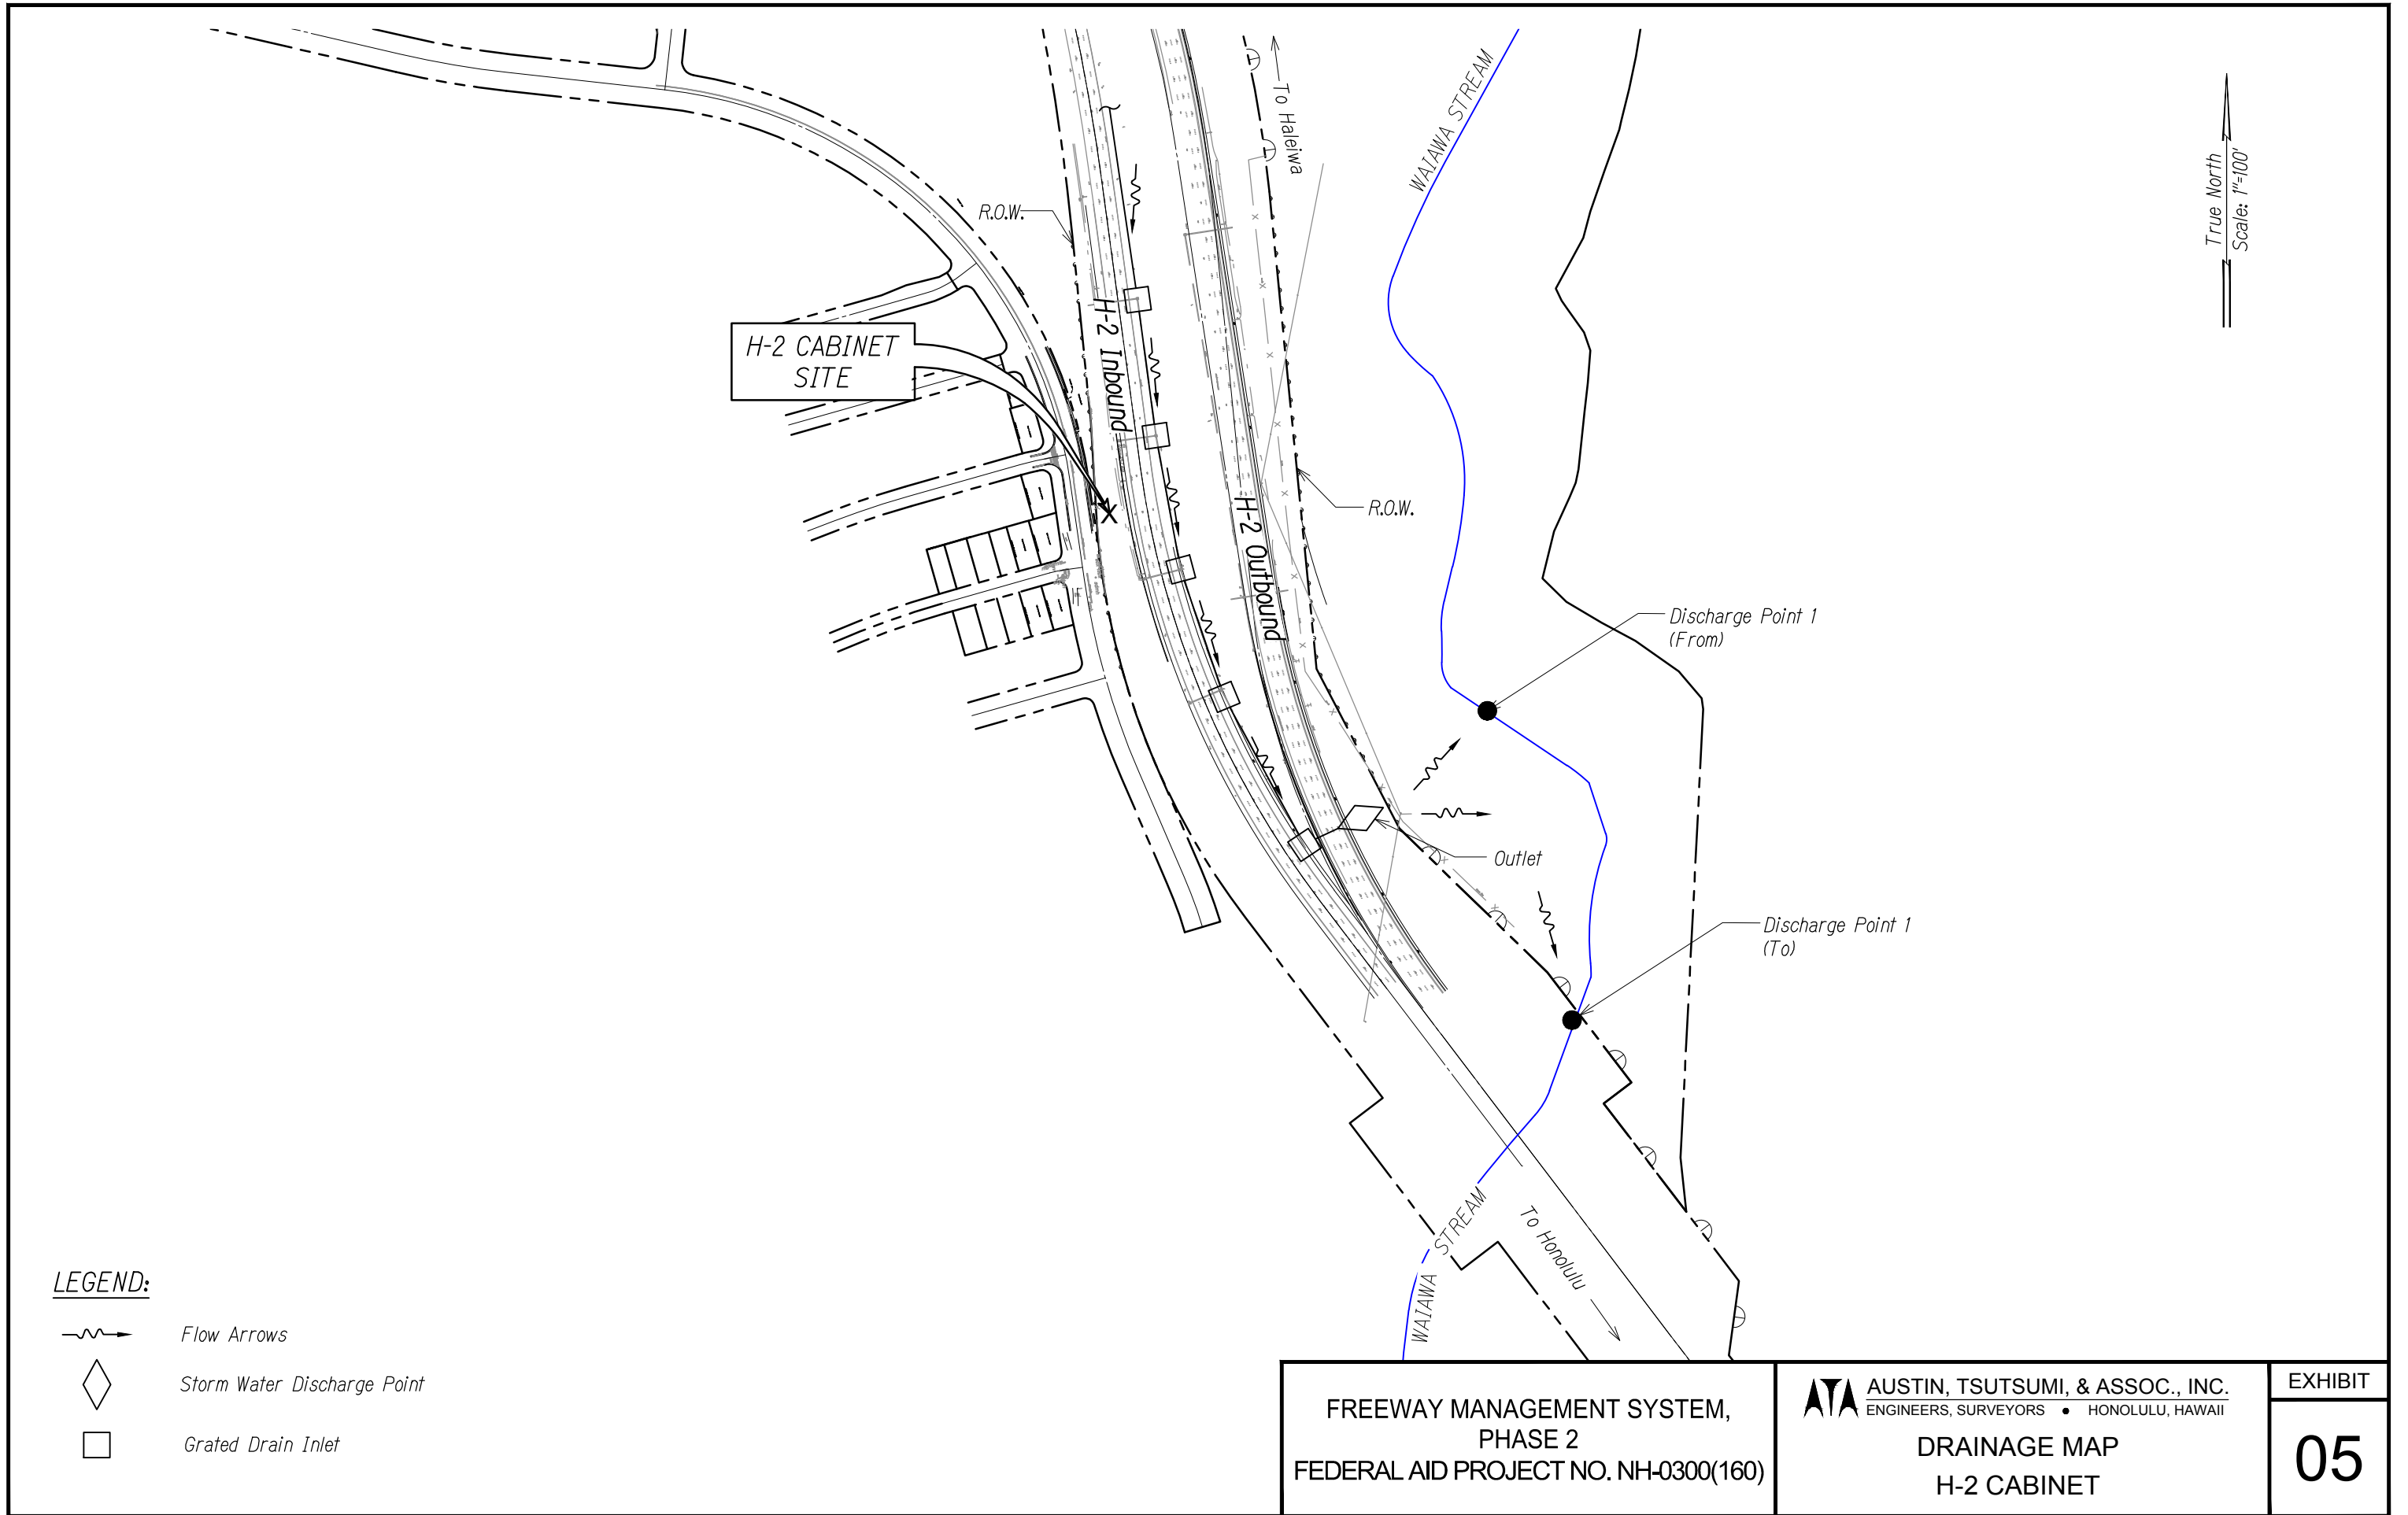 To Haleiwa
WAIAWA STREAM
True North
Scale: 1"=100'
R.O.W.
H-2 CABINET
SITE
H-2 Inbound
H-2 Outbound
R.O.W.
X
Discharge Point 1
(From)
Outlet
Discharge Point 1
(To)
WAIAWA STREAM
To Honolulu
LEGEND:
Flow Arrows
Storm Water Discharge Point
Grated Drain Inlet
FREEWAY MANAGEMENT SYSTEM,
PHASE 2
FEDERAL AID PROJECT NO. NH-0300(160)
ATA
AUSTIN, TSUTSUMI, & ASSOC., INC.
ENGINEERS, SURVEYORS • HONOLULU, HAWAII
DRAINAGE MAP
H-2 CABINET
EXHIBIT
05